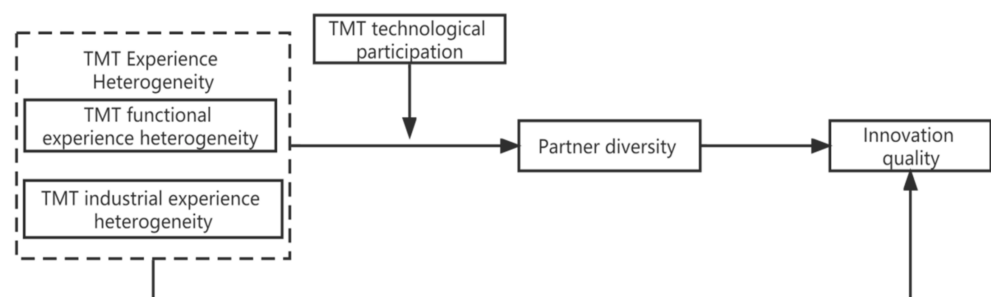 TMT technological
participation
TMT Experience
Heterogeneity
TMT functional
experience heterogeneity
TMT industrial experience
heterogeneity
Partner diversity
Innovation
quality